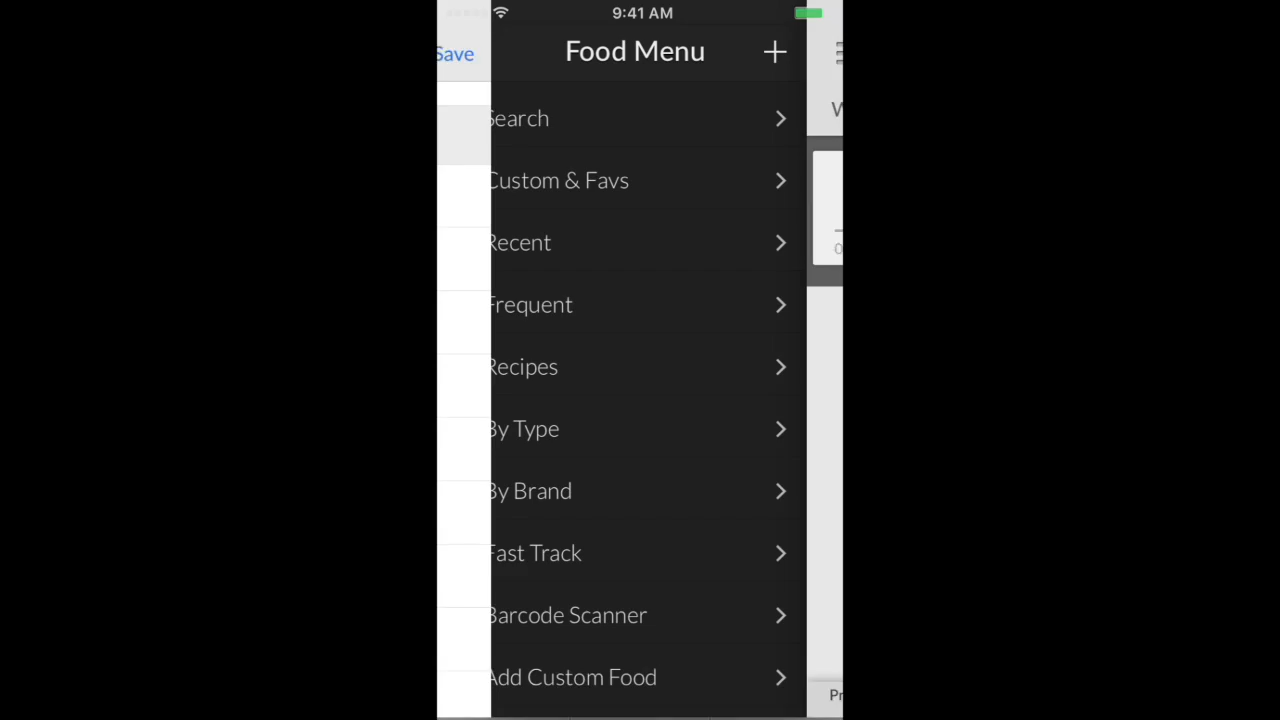 9:41 AM
Save
Food Menu
Search
Custom & Favs
Recent
Frequent
Recipes
By Type
By Brand
Fast Track
Barcode Scanner
Add Custom Food